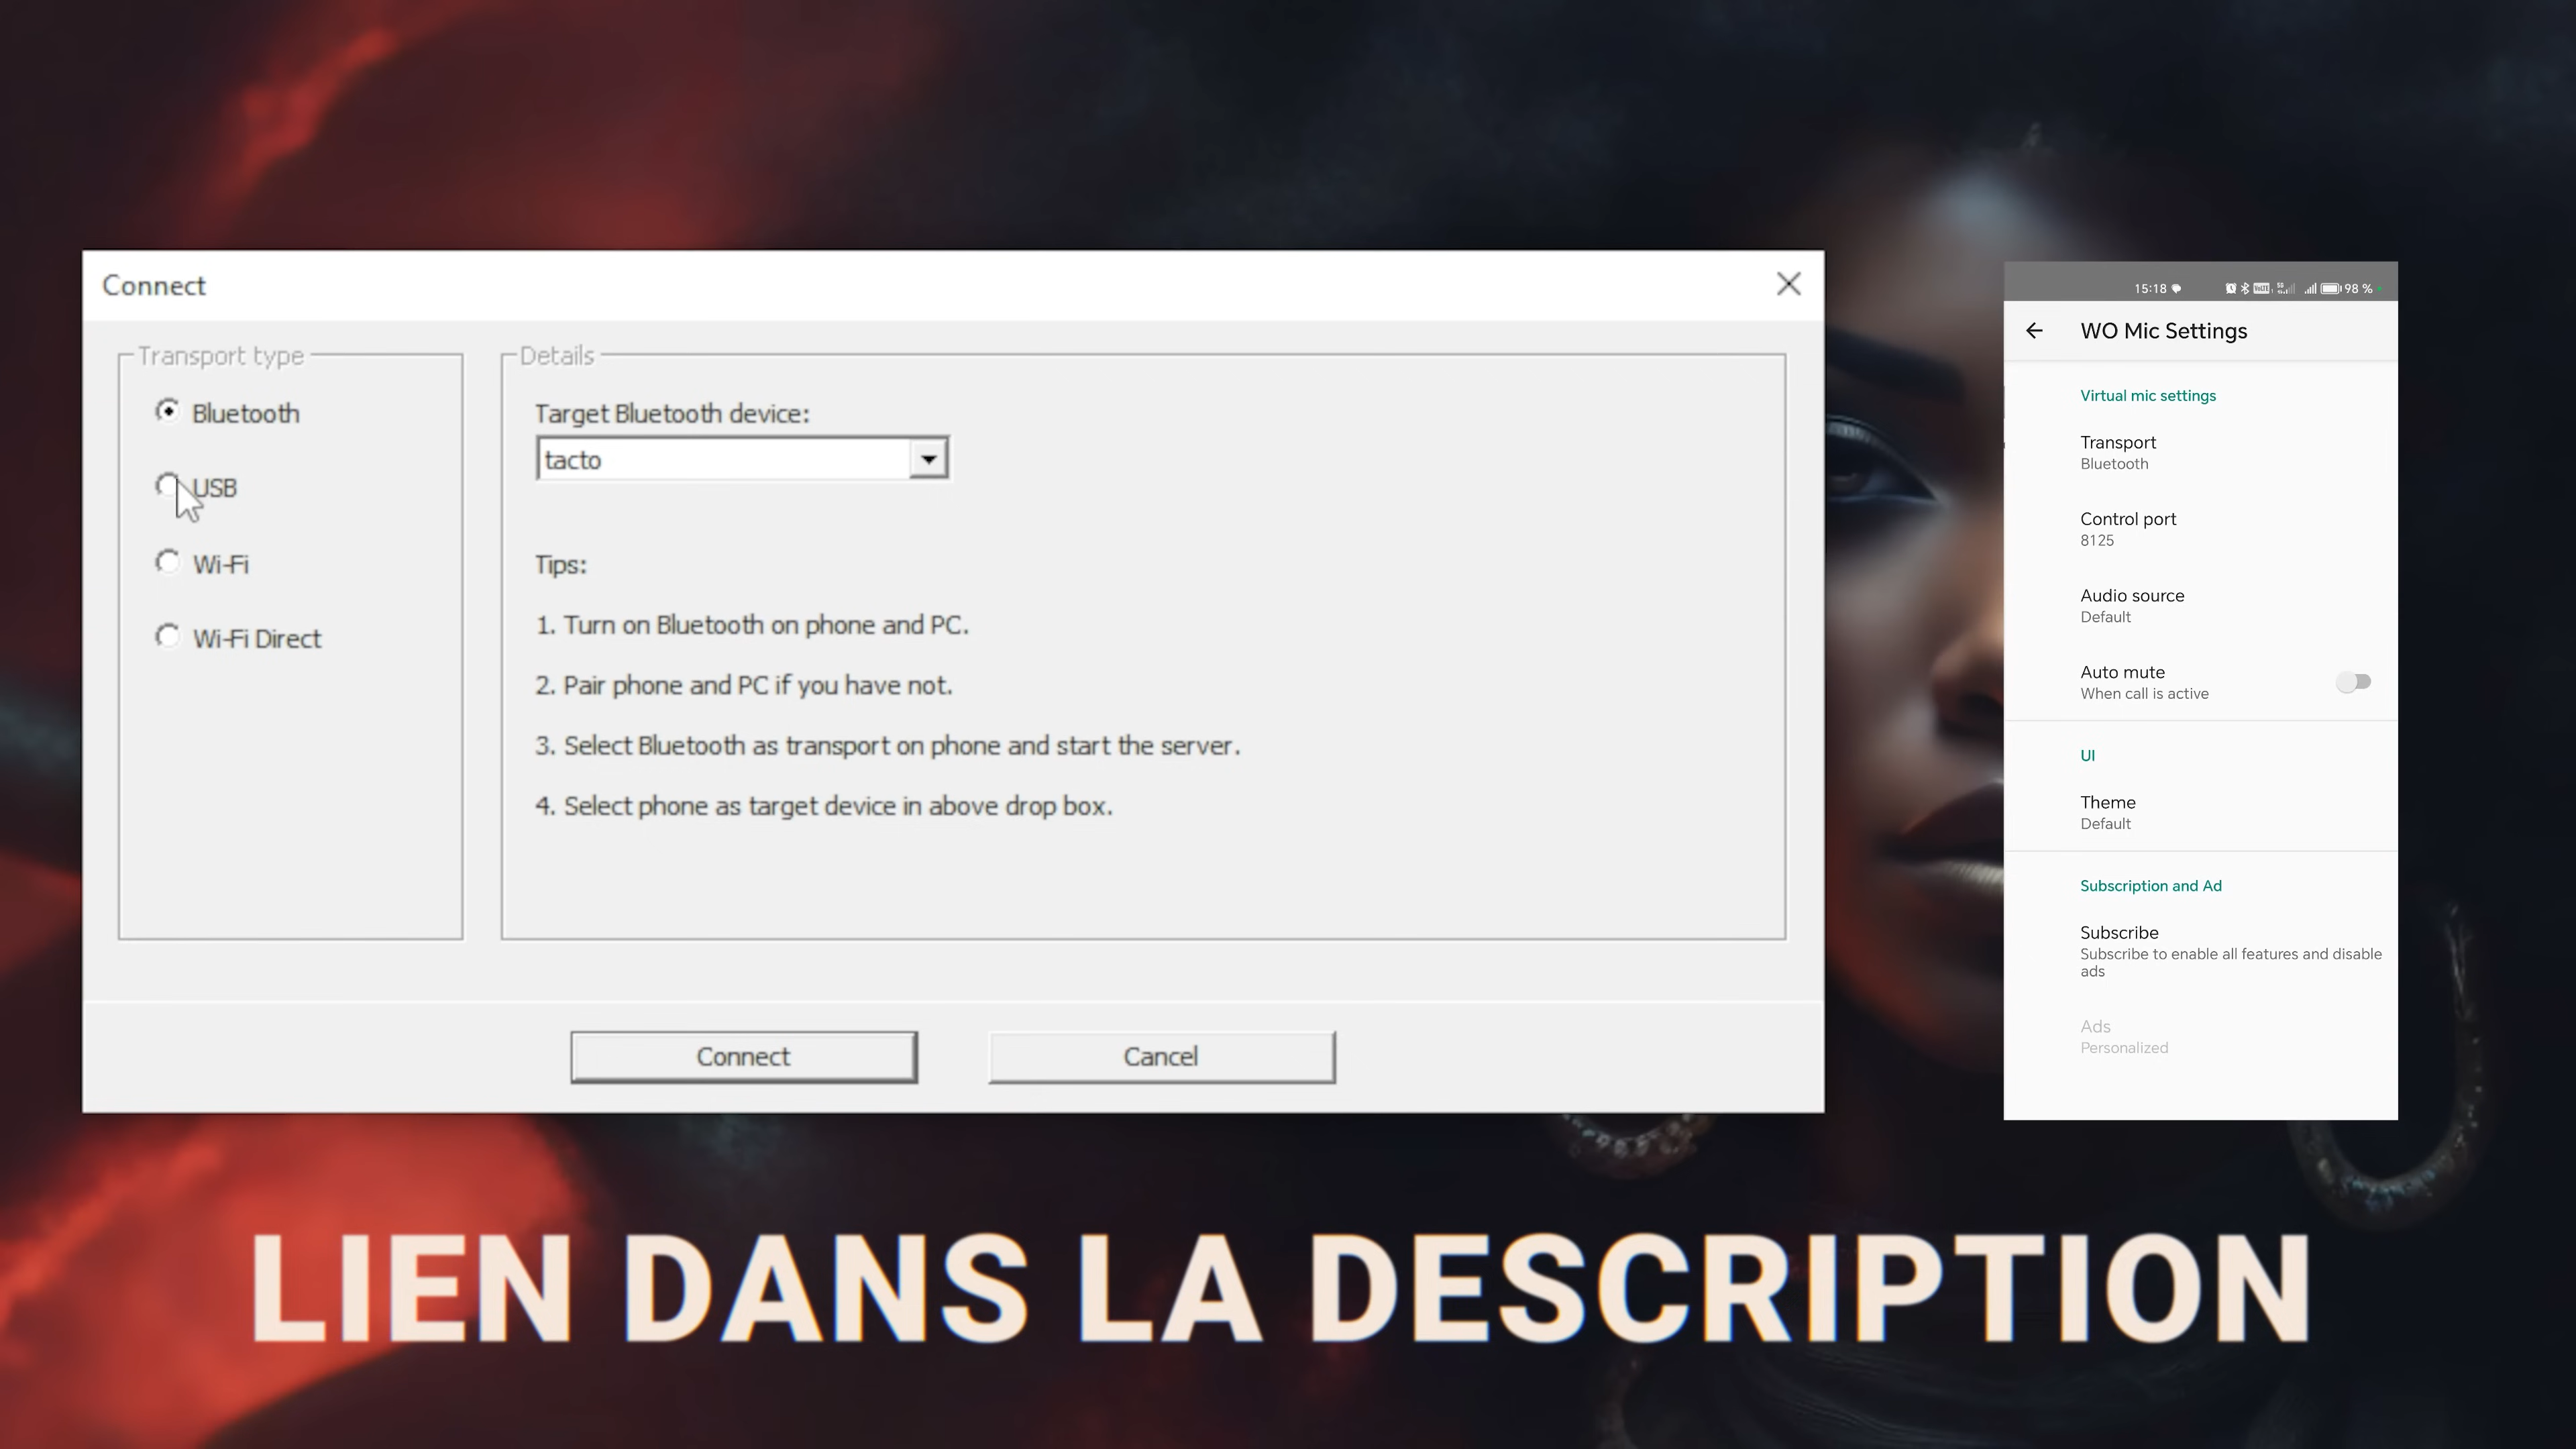 Connect
Transport type
Bluetooth
USB
Wi-Fi
Wi-Fi Direct
Details
Target Bluetooth device:
tacto
Tips:
1. Turn on Bluetooth on phone and PC.
2. Pair phone and PC if you have not.
3. Select Bluetooth as transport on phone and start the server.
4. Select phone as target device in above drop box.
Connect
Cancel
15:18
98 %
WO Mic Settings
Virtual mic settings
Transport
Bluetooth
Control port
8125
Audio source
Default
Auto mute
When call is active
UI
Theme
Default
Subscription and Ad
Subscribe
Subscribe to enable all features and disable
ads
Ads
Personalized
LIEN DANS LA DESCRIPTION